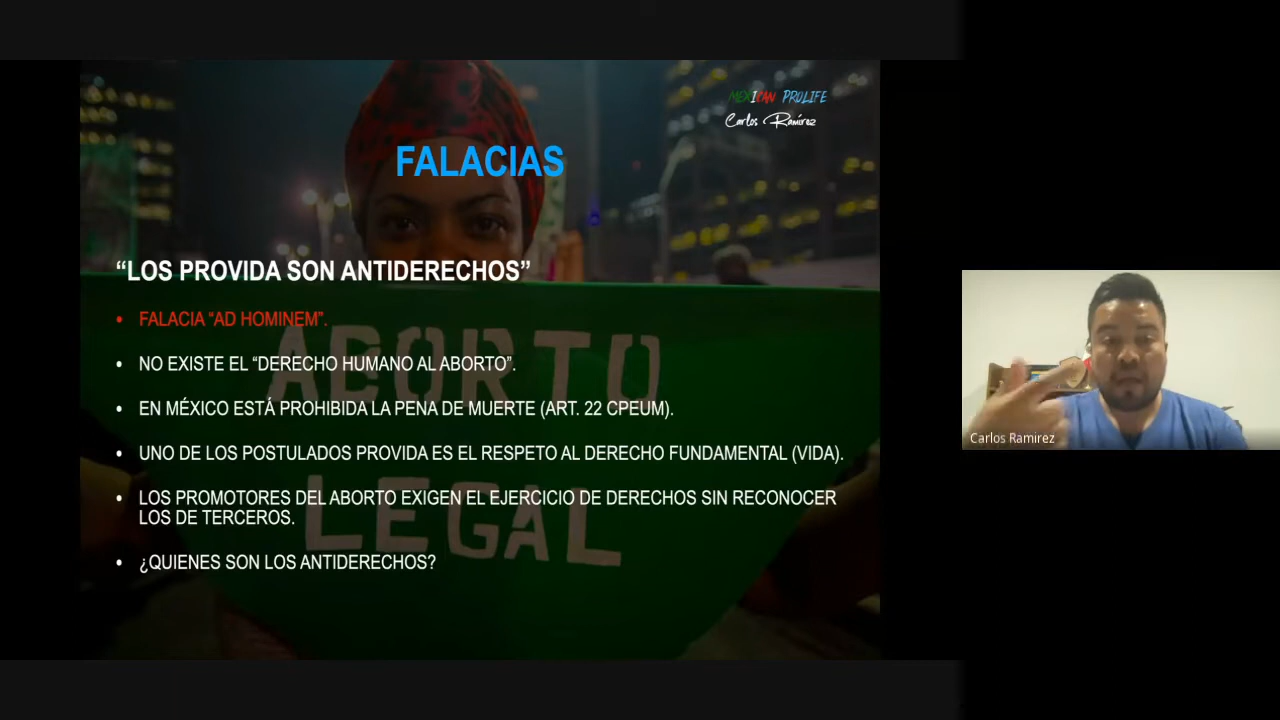 MEXICAN PROLIFE
Carlos Ramírez
FALACIAS
“LOS PROVIDA SON ANTIDERECHOS”
• FALACIA “AD HOMINEM”.
• NO EXISTE EL “DERECHO HUMANO AL ABORTO”.
• EN MÉXICO ESTÁ PROHIBIDA LA PENA DE MUERTE (ART. 22 CPEUM).
• UNO DE LOS POSTULADOS PROVIDA ES EL RESPETO AL DERECHO FUNDAMENTAL (VIDA).
• LOS PROMOTORES DEL ABORTO EXIGEN EL EJERCICIO DE DERECHOS SIN RECONOCER
LOS DE TERCEROS.
• ¿QUIENES SON LOS ANTIDERECHOS?
ABORTO
LEGAL
Carlos Ramirez